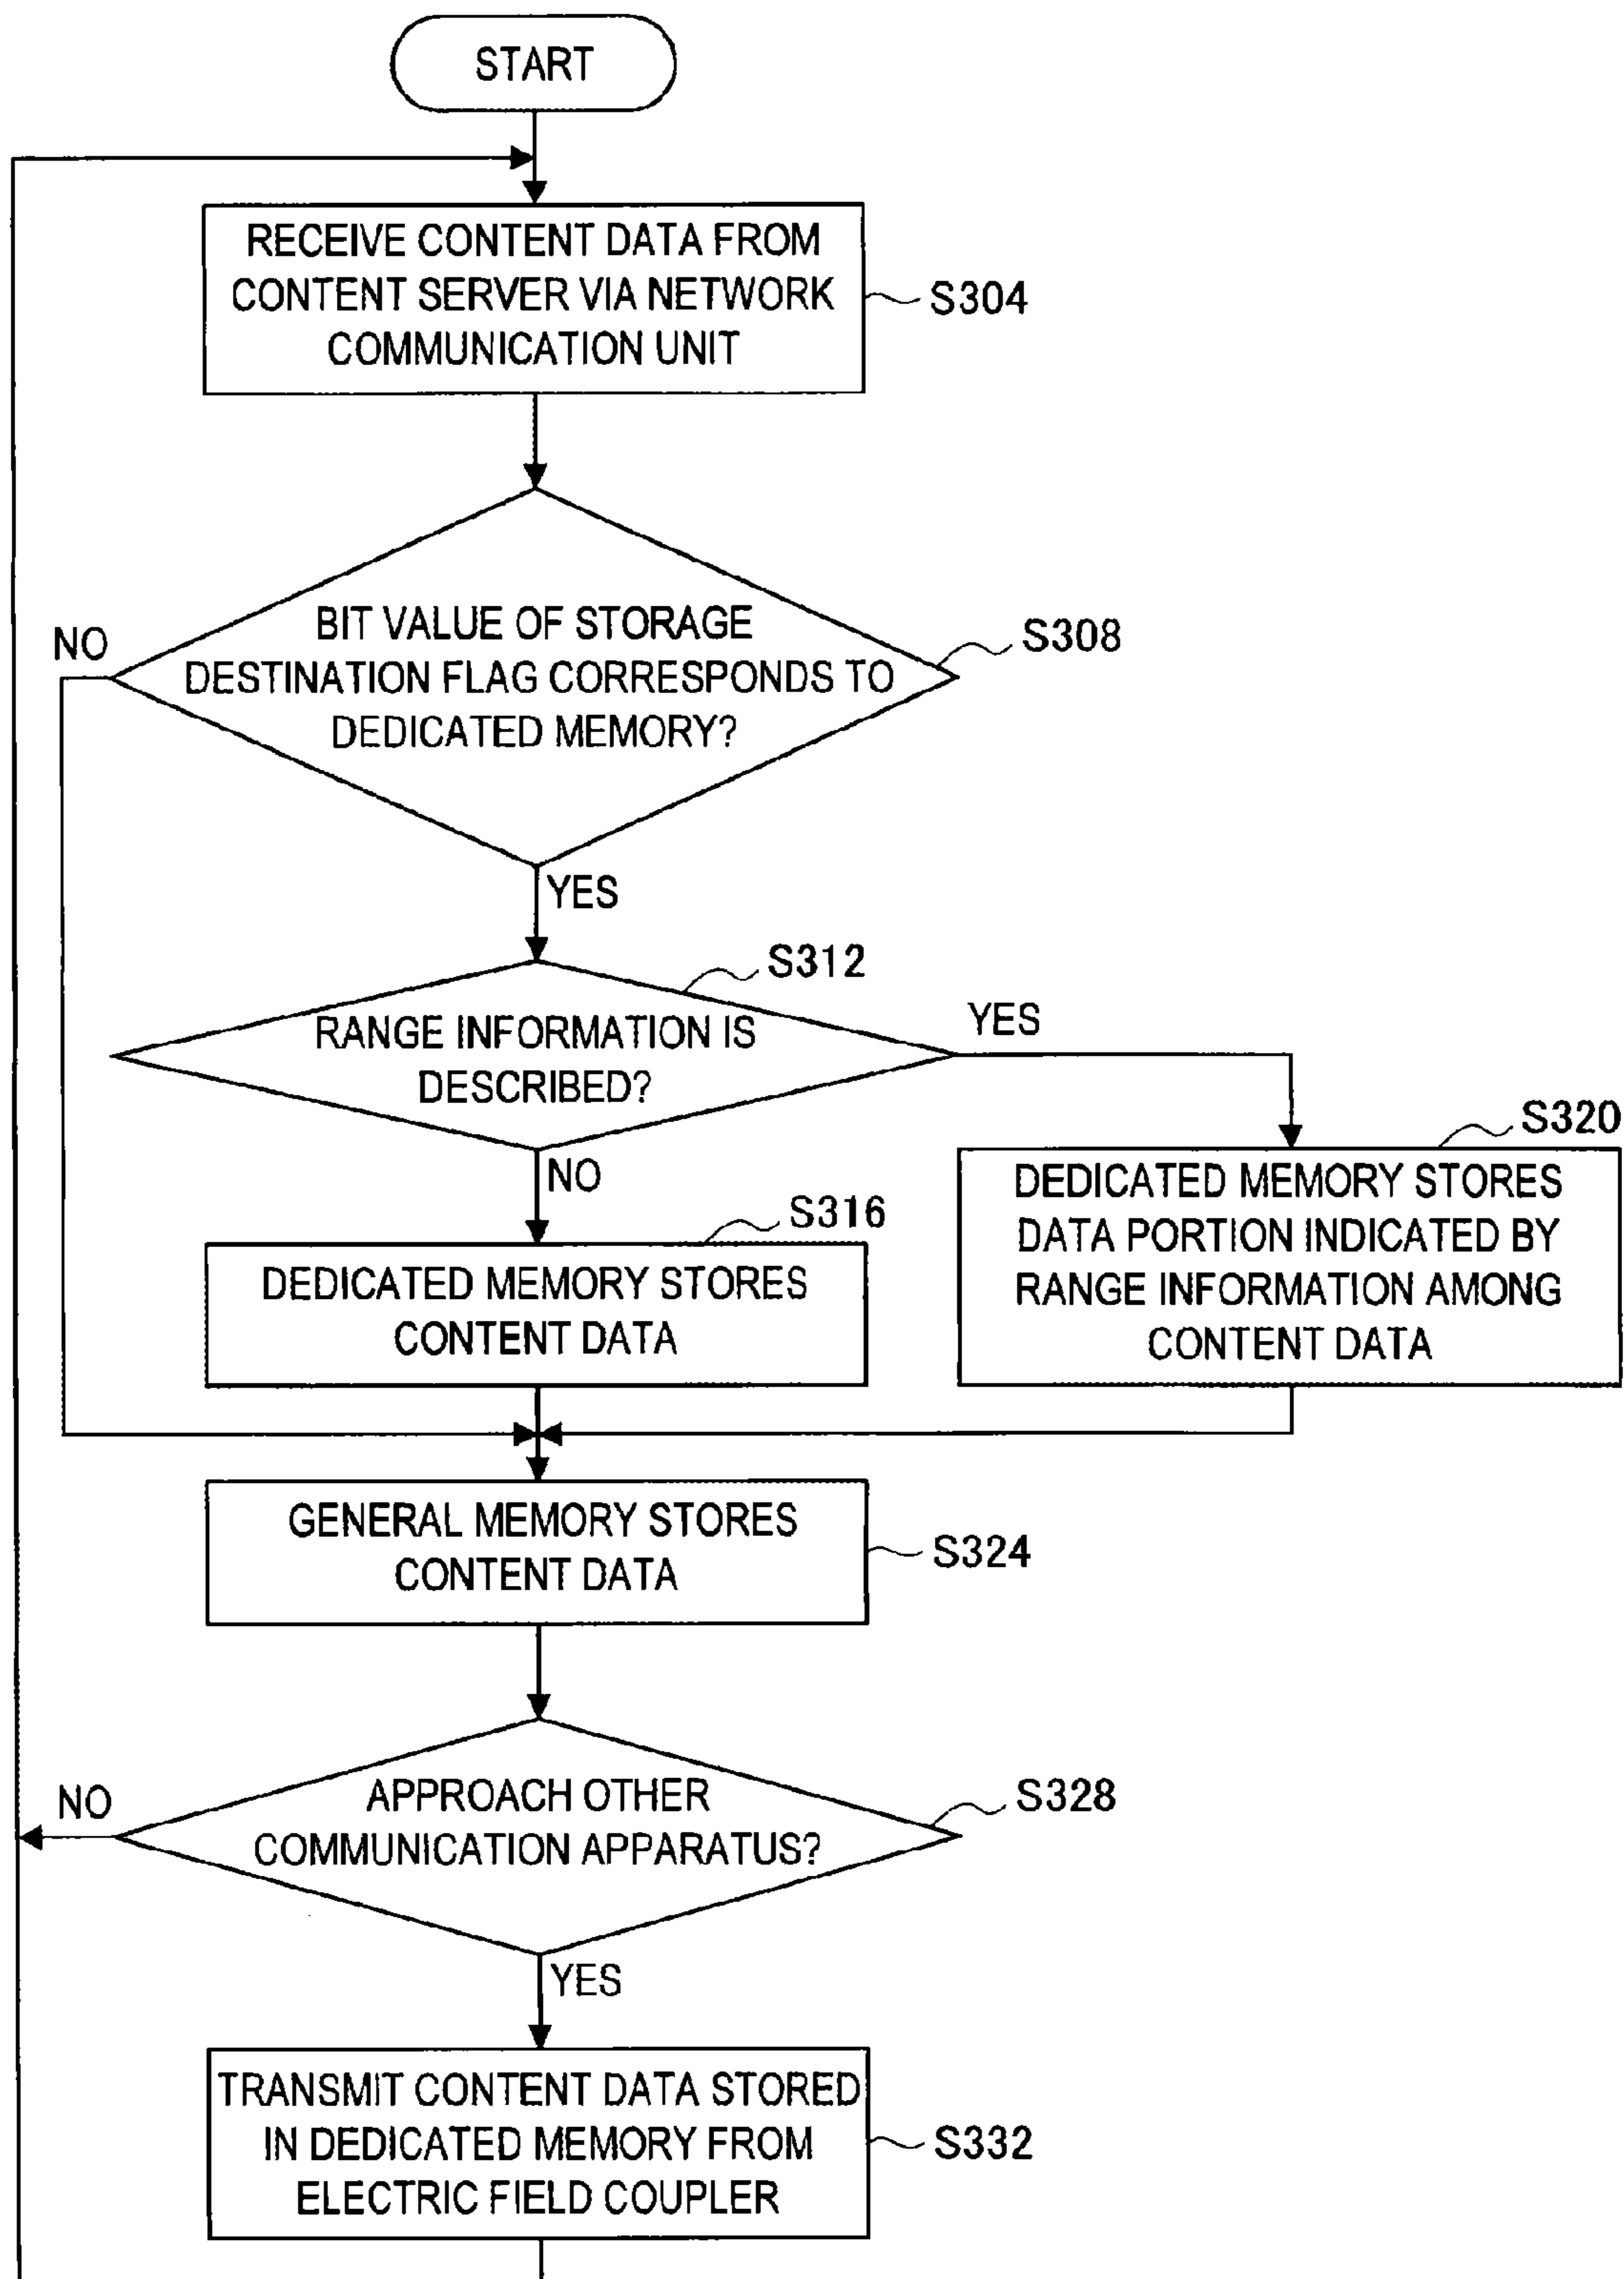 START
RECEIVE CONTENT DATA FROM
CONTENT SERVER VIA NETWORK
COMMUNICATION UNIT
S304
BIT VALUE OF STORAGE
DESTINATION FLAG CORRESPONDS TO
DEDICATED MEMORY?
S308
NO
YES
S312
RANGE INFORMATION IS
DESCRIBED?
YES
NO
S316
DEDICATED MEMORY STORES
CONTENT DATA
S320
DEDICATED MEMORY STORES
DATA PORTION INDICATED BY
RANGE INFORMATION AMONG
CONTENT DATA
GENERAL MEMORY STORES
CONTENT DATA
S324
APPROACH OTHER
COMMUNICATION APPARATUS?
S328
NO
YES
TRANSMIT CONTENT DATA STORED
IN DEDICATED MEMORY FROM
ELECTRIC FIELD COUPLER
S332